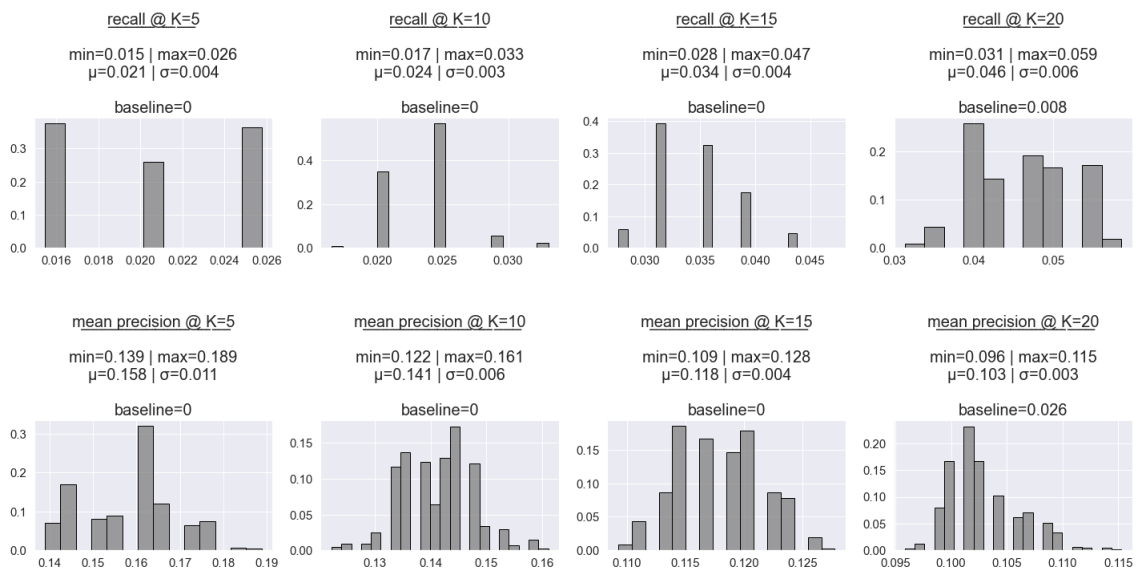 recall @ K=5
min=0.015 | max=0.026
μ=0.021 | σ=0.004
baseline=0
0.3
0.2
0.1
0.0
0.016 0.018 0.020 0.022 0.024 0.026
recall @ K=10
min=0.017 | max=0.033
μ=0.024 | σ=0.003
baseline=0
0.4
0.2
0.0
0.020 0.025 0.030
recall @ K=15
min=0.028 | max=0.047
μ=0.034 | σ=0.004
baseline=0
0.4
0.3
0.2
0.1
0.0
0.030 0.035 0.040 0.045
recall @ K=20
min=0.031 | max=0.059
μ=0.046 | σ=0.006
baseline=0.008
0.2
0.1
0.0
0.03 0.04 0.05
mean precision @ K=5
min=0.139 | max=0.189
μ=0.158 | σ=0.011
baseline=0
0.3
0.2
0.1
0.0
0.14 0.15 0.16 0.17 0.18 0.19
mean precision @ K=10
min=0.122 | max=0.161
μ=0.141 | σ=0.006
baseline=0
0.15
0.10
0.05
0.00
0.13 0.14 0.15 0.16
mean precision @ K=15
min=0.109 | max=0.128
μ=0.118 | σ=0.004
baseline=0
0.15
0.10
0.05
0.00
0.110 0.115 0.120 0.125
mean precision @ K=20
min=0.096 | max=0.115
μ=0.103 | σ=0.003
baseline=0.026
0.20
0.15
0.10
0.05
0.00
0.095 0.100 0.105 0.110 0.115